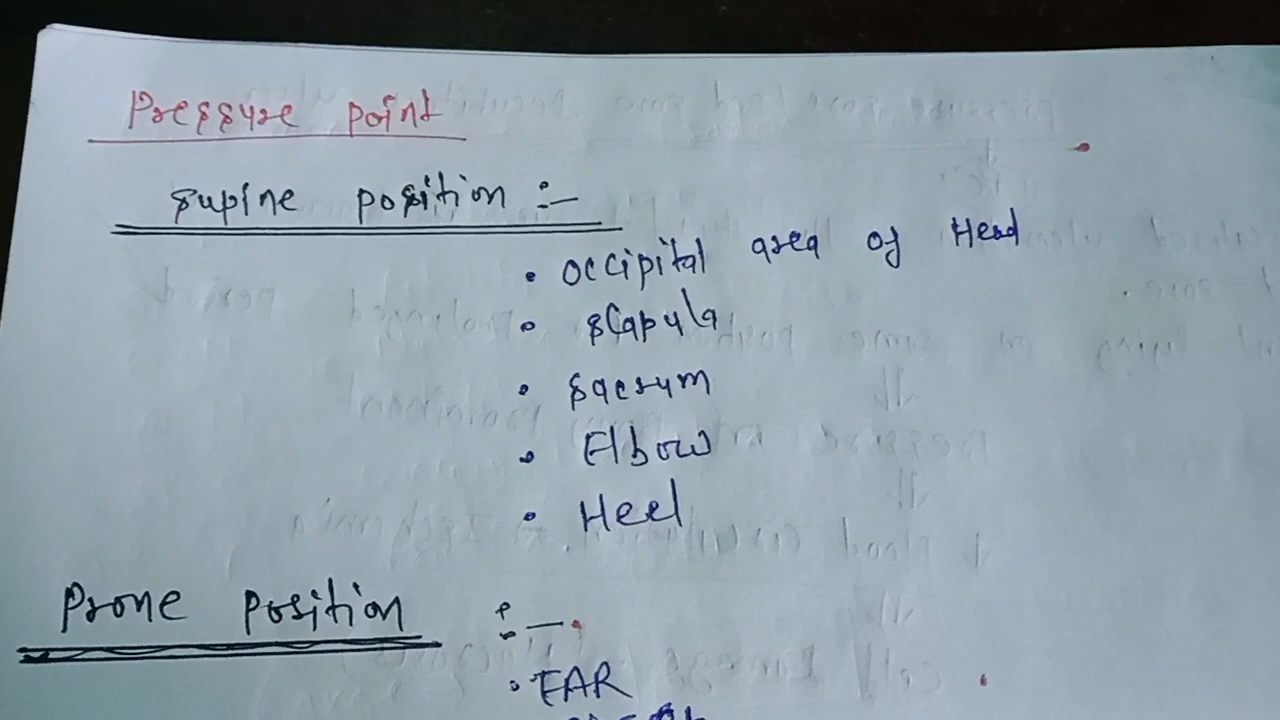 Pressure point
Supine position :-
• Occipital area of Head
• Scapula
• Sacrum
• Elbow
• Heel
Prone Position :-
• EAR